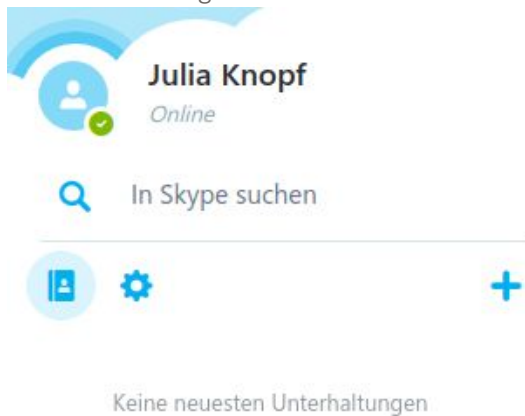 Julia Knopf
Online
In Skype suchen
Keine neuesten Unterhaltungen